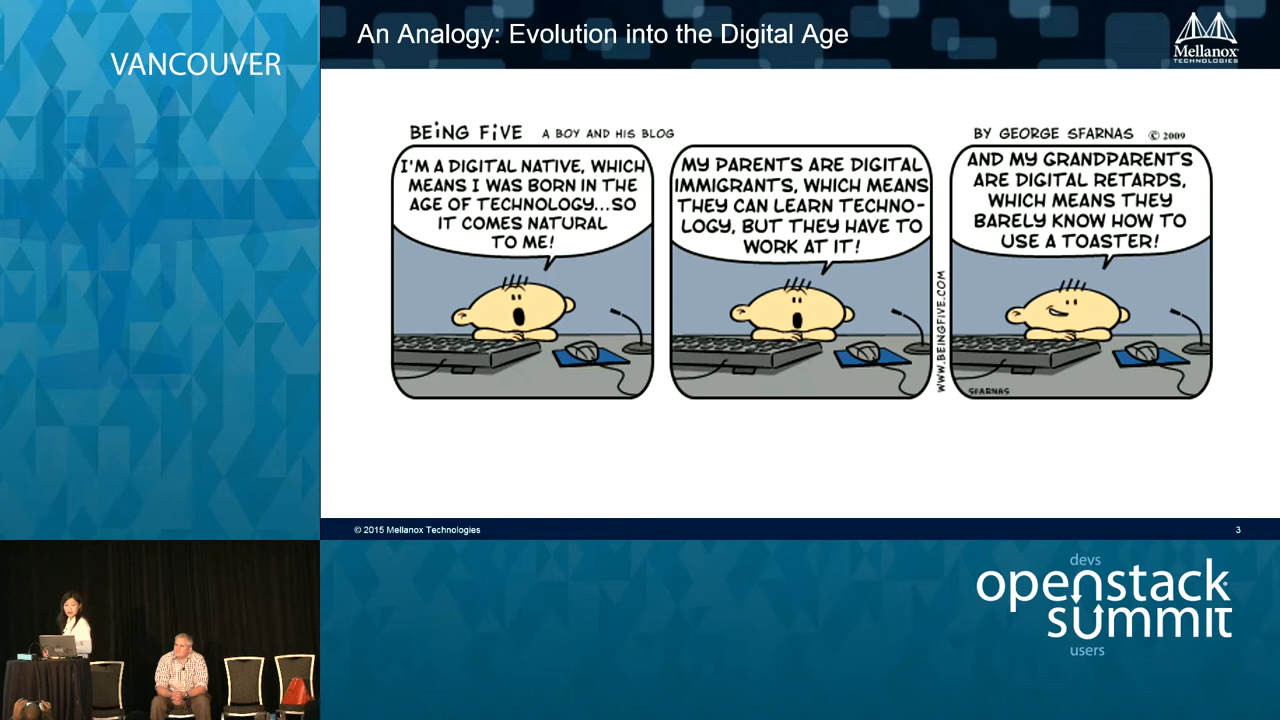 An Analogy: Evolution into the Digital Age
Mellanox
TECHNOLOGIES
VANCOUVER
BEiNG FiVE A BOY AND HIS BLOG
BY GEORGE SFARNAS © 2009
I'M A DIGITAL NATIVE, WHICH
MEANS I WAS BORN IN THE
AGE OF TECHNOLOGY...SO
IT COMES NATURAL
TO ME!
MY PARENTS ARE DIGITAL
IMMIGRANTS, WHICH MEANS
THEY CAN LEARN TECHNO-
LOGY, BUT THEY HAVE TO
WORK AT IT!
AND MY GRANDPARENTS
ARE DIGITAL RETARDS,
WHICH MEANS THEY
BARELY KNOW HOW TO
USE A TOASTER!
WWW.BEINGFIVE.COM
SFARNAS
© 2015 Mellanox Technologies
3
devs
openstack
summit
users